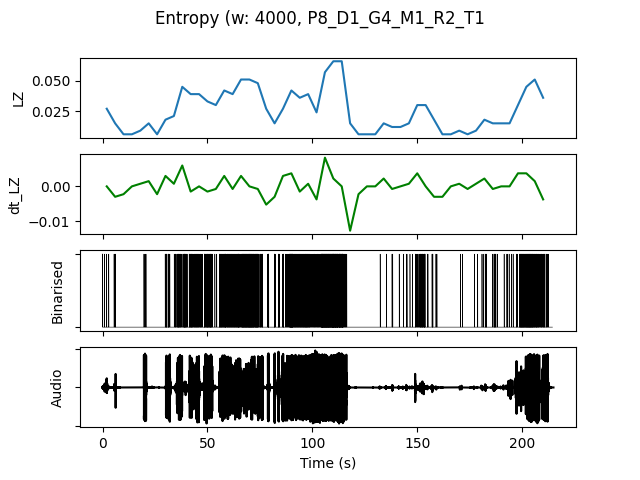 Entropy (w: 4000, P8_D1_G4_M1_R2_T1
LZ
0.050
0.025
dt_LZ
0.00
−0.01
Binarised
Audio
0
50
100
150
200
Time (s)